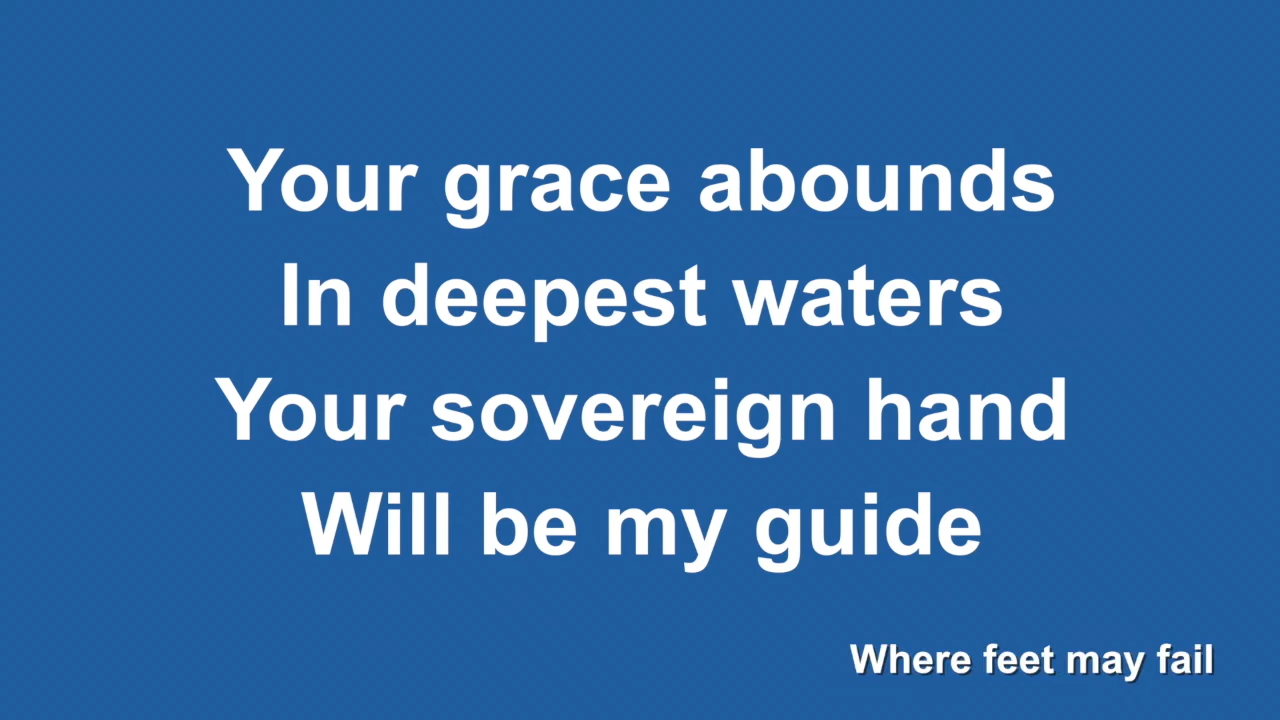 Your grace abounds
In deepest waters
Your sovereign hand
Will be my guide
Where feet may fail